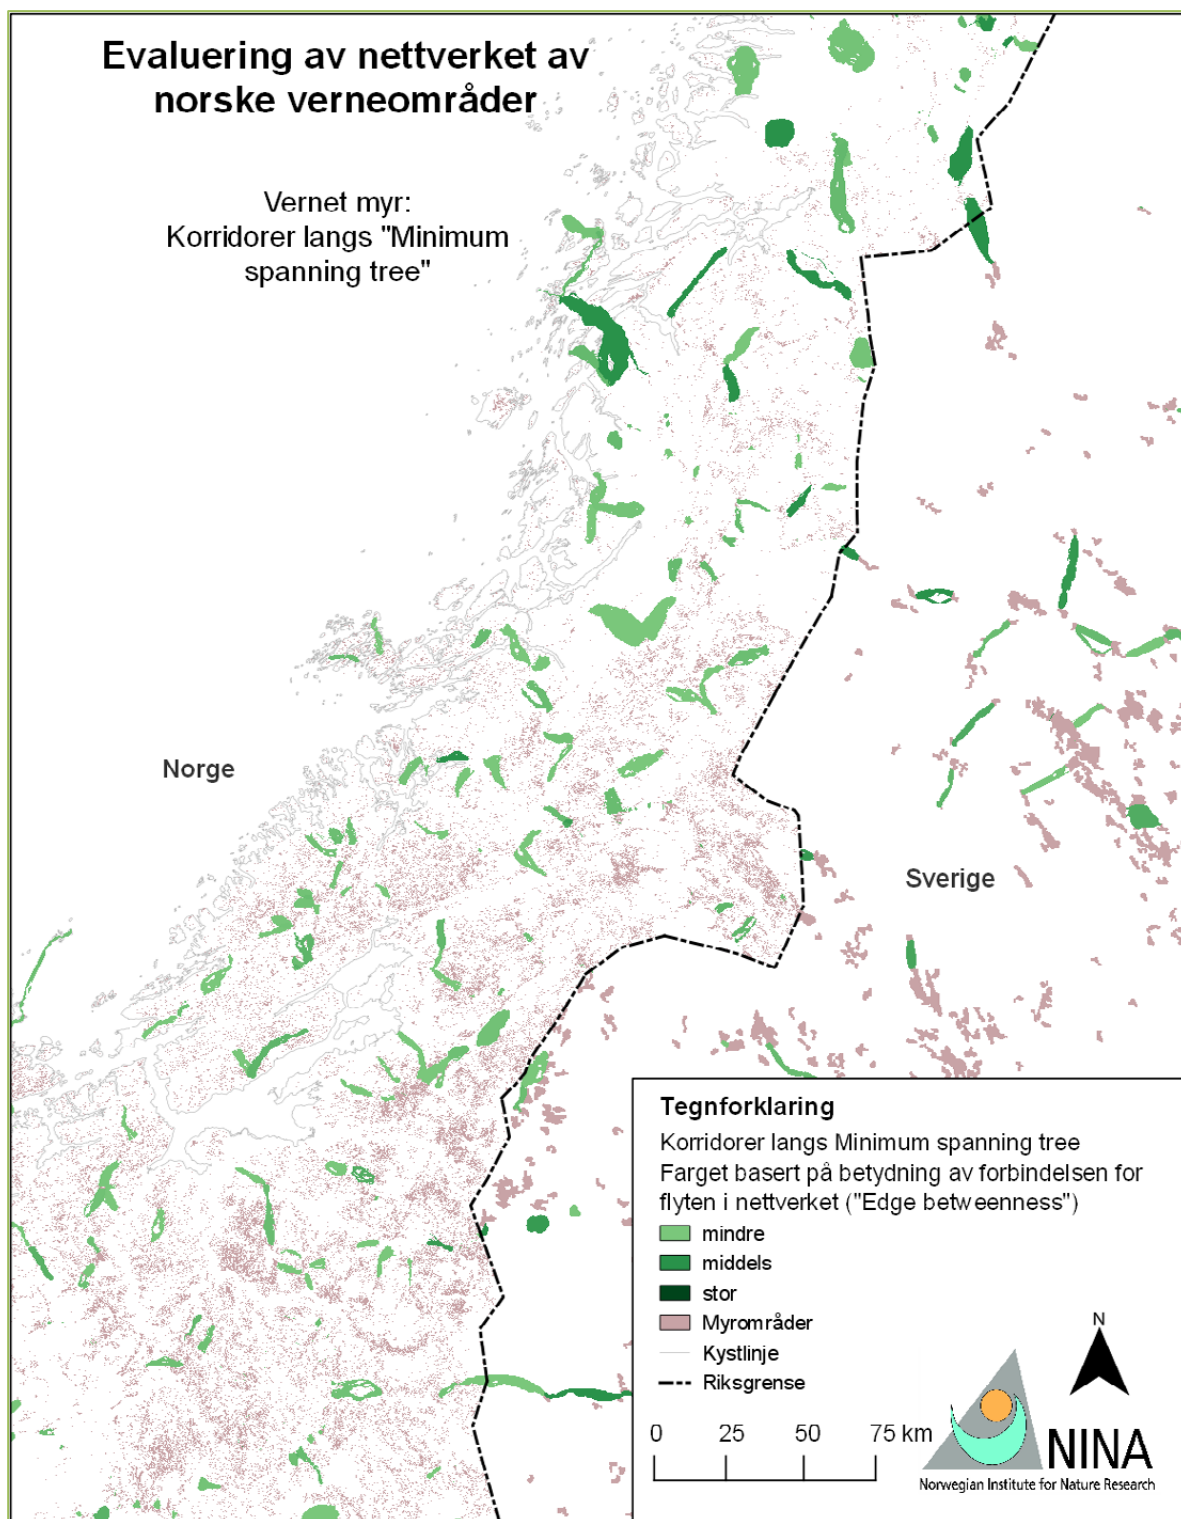 Evaluering av nettverket av
norske verneområder
Vernet myr:
Korridorer langs "Minimum
spanning tree"
Norge
Sverige
Tegnforklaring
Korridorer langs Minimum spanning tree
Farget basert på betydning av forbindelsen for
flyten i nettverket ("Edge betweenness")
mindre
middels
stor
Myrområder
Kystlinje
Riksgrense
0 25 50 75 km
N
NINA
Norwegian Institute for Nature Research